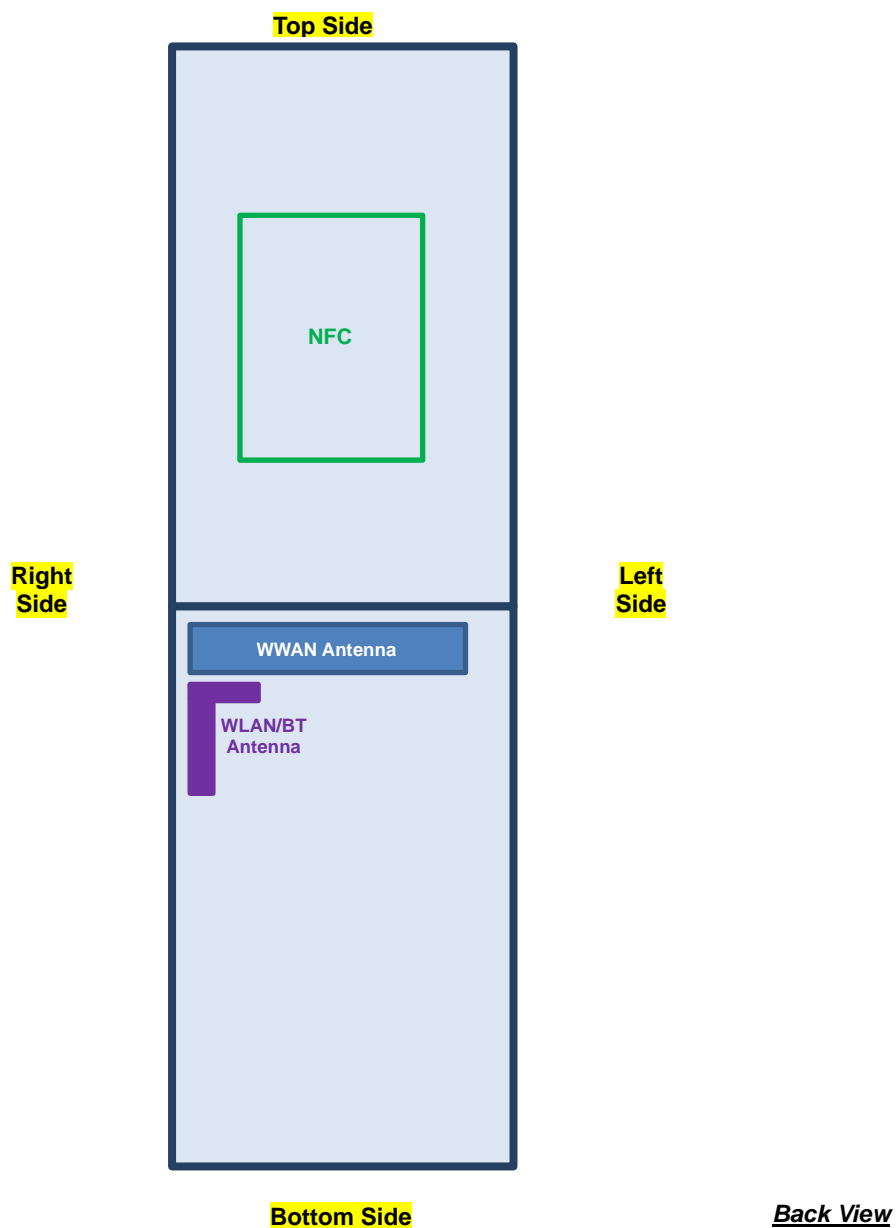 Top Side
NFC
Right
Side
Left
Side
WWAN Antenna
WLAN/BT
Antenna
Bottom Side
Back View